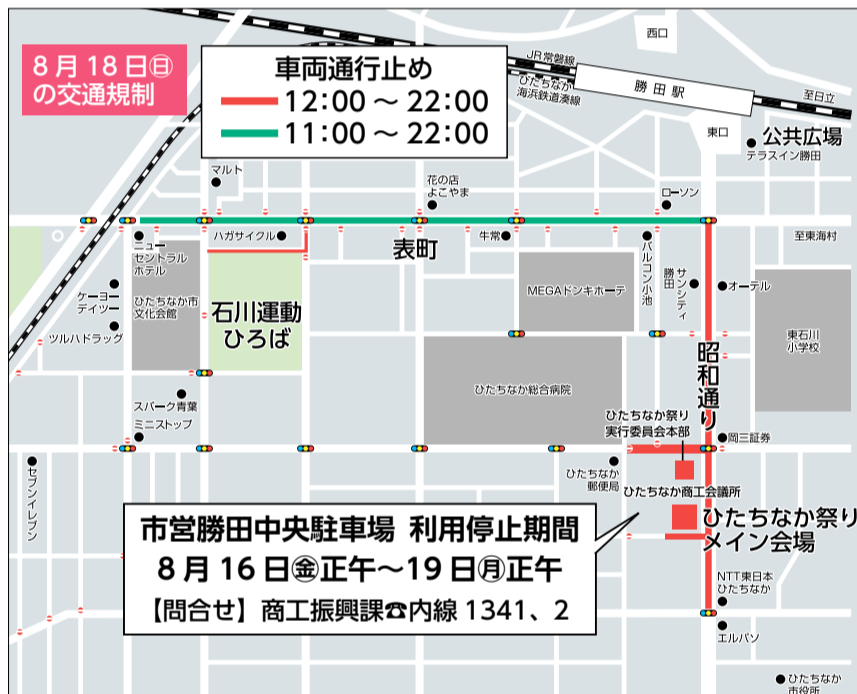 8月18日㊐
の交通規制
車両通行止め
12:00～22:00
11:00～22:00
西口
JR常磐線
ひたちなか
海浜鉄道湊線
勝田駅
至日立
東口
公共広場
テラスイン勝田
マルト
花の店
よこやま
ローソン
ニュー
セントラル
ホテル
ハガサイクル
表町
牛常
パルコン小池
サンシティ
勝田
至東海村
オーテル
ケーヨー
デイツー
ひたちなか市
文化会館
石川運動
ひろば
MEGAドンキホーテ
ツルハドラッグ
東石川
小学校
昭和通り
スパーク青葉
ミニストップ
ひたちなか総合病院
ひたちなか祭り
実行委員会本部
岡三証券
セブンイレブン
ひたちなか
郵便局
ひたちなか商工会議所
ひたちなか祭り
メイン会場
市営勝田中央駐車場 利用停止期間
8月16日㊎正午～19日㊊正午
【問合せ】商工振興課☎内線1341、2
NTT東日本
ひたちなか
エルパソ
ひたちなか
市役所